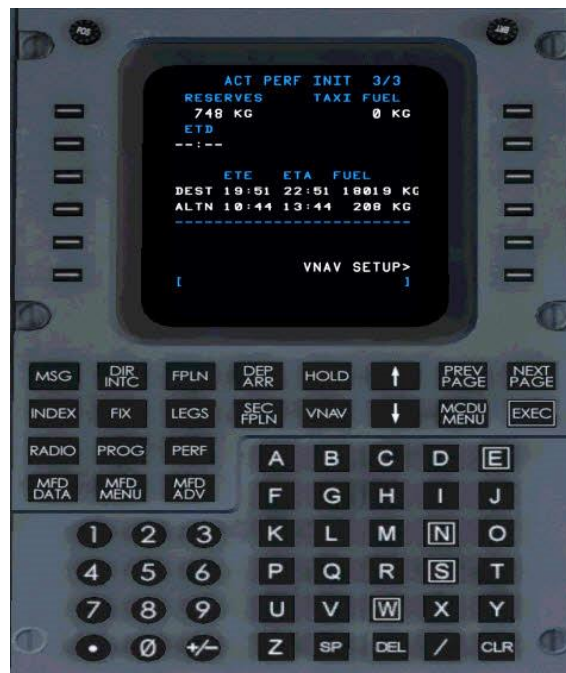 POS
ACT PERF INIT 3/3
RESERVES TAXI FUEL
748 KG 0 KG
ETD
--:--
ETE ETA FUEL
DEST 19:51 22:51 18019 KG
ALTN 10:44 13:44 208 KG
------------------------
VNAV SETUP>
[ ]
MSG DIR INTC FPLN DEP ARR HOLD ↑ PREV PAGE NEXT PAGE
INDEX FIX LEGS SEC FPLN VNAV ↓ MCDU MENU EXEC
RADIO PROG PERF
MFD DATA MFD MENU MFD ADV
A B C D E
F G H I J
1 2 3 K L M N O
4 5 6 P Q R S T
7 8 9 U V W X Y
• 0 +/- Z SP DEL / CLR